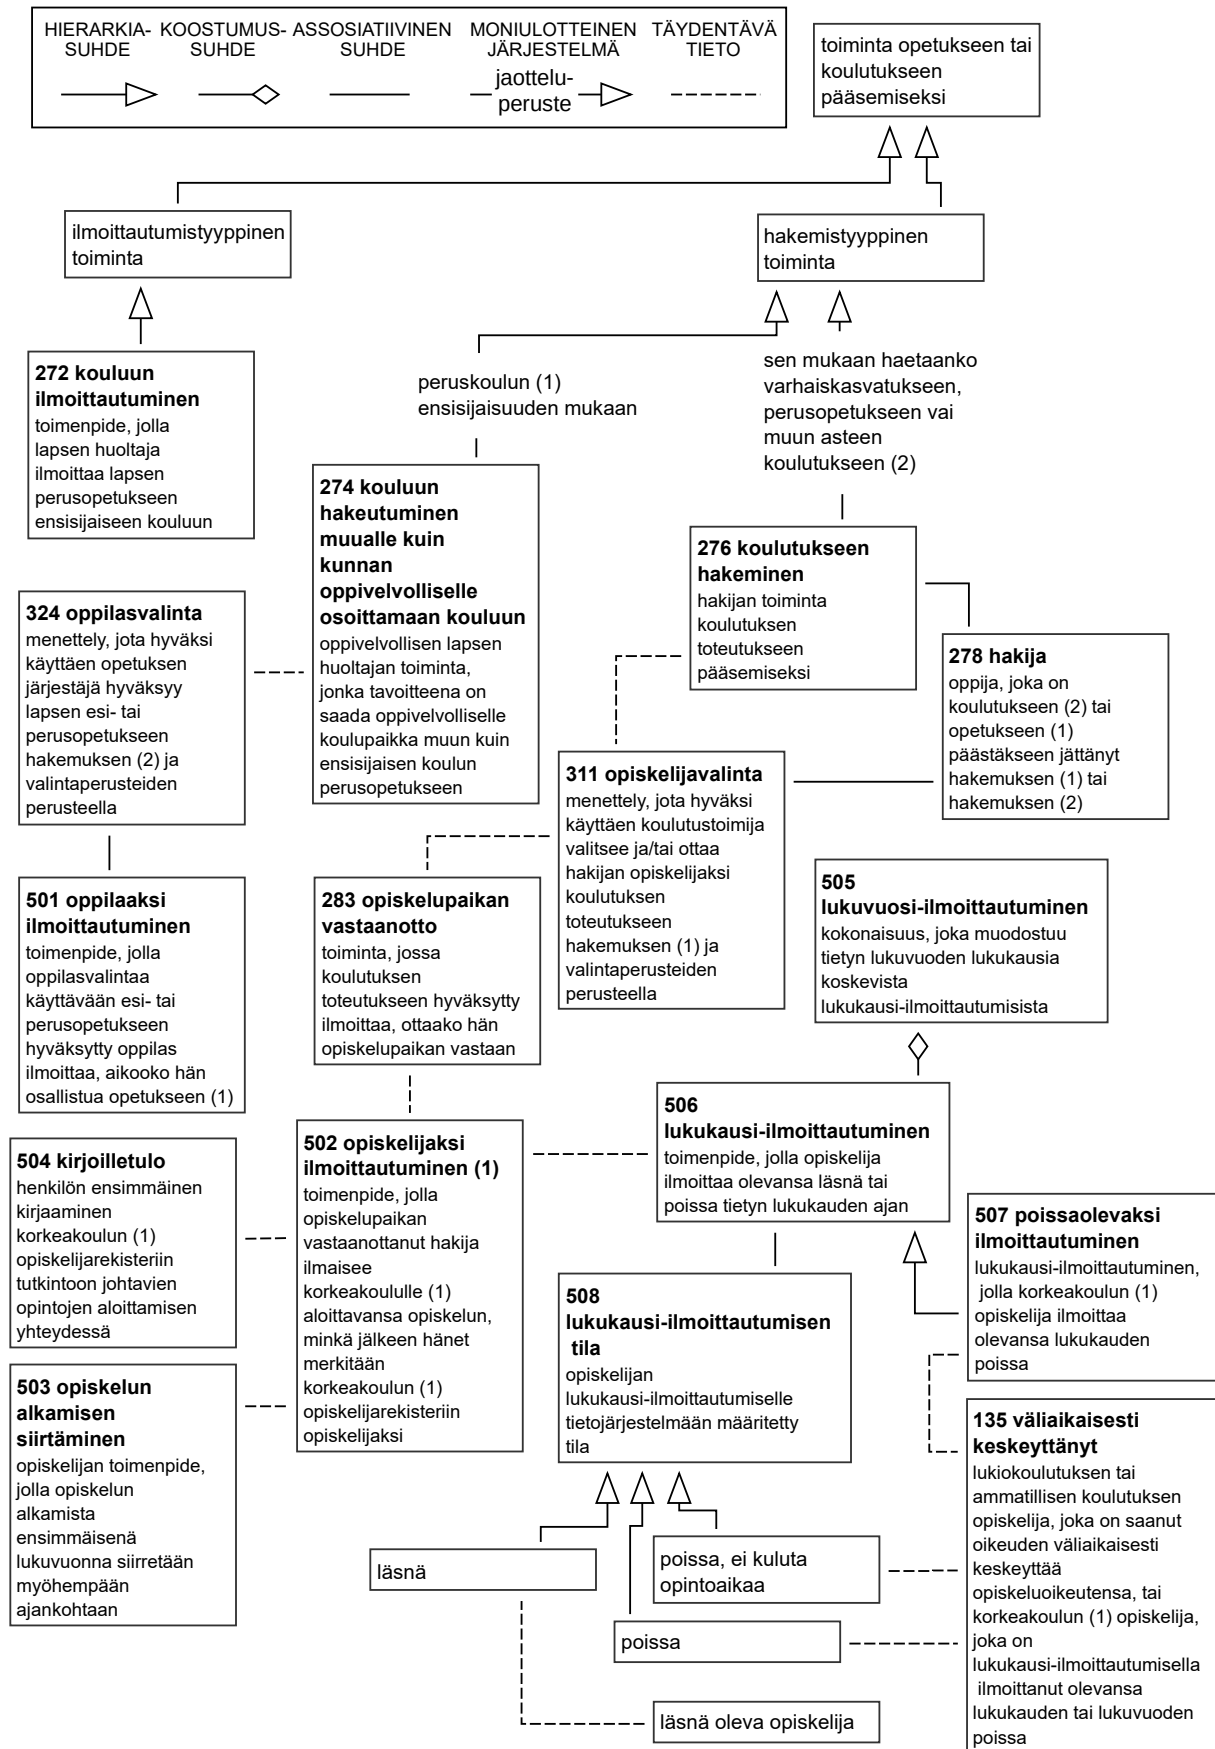 HIERARKIA-
SUHDE
KOOSTUMUS-
SUHDE
ASSOSIATIIVINEN
SUHDE
MONIULOTTEINEN
JÄRJESTELMÄ
jaottelu-
peruste
TÄYDENTÄVÄ
TIETO
toiminta opetukseen tai
koulutukseen
pääsemiseksi
ilmoittautumistyyppinen
toiminta
hakemistyyppinen
toiminta
272 kouluun
ilmoittautuminen
toimenpide, jolla
lapsen huoltaja
ilmoittaa lapsen
perusopetukseen
ensisijaiseen kouluun
peruskoulun (1)
ensisijaisuuden mukaan
sen mukaan haetaanko
varhaiskasvatukseen,
perusopetukseen vai
muun asteen
koulutukseen (2)
274 kouluun
hakeutuminen
muualle kuin
kunnan
oppivelvolliselle
osoittamaan kouluun
oppivelvollisen lapsen
huoltajan toiminta,
jonka tavoitteena on
saada oppivelvolliselle
koulupaikka muun kuin
ensisijaisen koulun
perusopetukseen
276 koulutukseen
hakeminen
hakijan toiminta
koulutuksen
toteutukseen
pääsemiseksi
324 oppilasvalinta
menettely, jota hyväksi
käyttäen opetuksen
järjestäjä hyväksyy
lapsen esi- tai
perusopetukseen
hakemuksen (2) ja
valintaperusteiden
perusteella
278 hakija
oppija, joka on
koulutukseen (2) tai
opetukseen (1)
päästäkseen jättänyt
hakemuksen (1) tai
hakemuksen (2)
311 opiskelijavalinta
menettely, jota hyväksi
käyttäen koulutustoimija
valitsee ja/tai ottaa
hakijan opiskelijaksi
koulutuksen
toteutukseen
hakemuksen (1) ja
valintaperusteiden
perusteella
501 oppilaaksi
ilmoittautuminen
toimenpide, jolla
oppilasvalintaa
käyttävään esi- tai
perusopetukseen
hyväksytty oppilas
ilmoittaa, aikooko hän
osallistua opetukseen (1)
283 opiskelupaikan
vastaanotto
toiminta, jossa
koulutuksen
toteutukseen hyväksytty
ilmoittaa, ottaako hän
opiskelupaikan vastaan
505
lukuvuosi-ilmoittautuminen
kokonaisuus, joka muodostuu
tietyn lukuvuoden lukukausia
koskevista
lukukausi-ilmoittautumisista
506
lukukausi-ilmoittautuminen
toimenpide, jolla opiskelija
ilmoittaa olevansa läsnä tai
poissa tietyn lukukauden ajan
504 kirjoilletulo
henkilön ensimmäinen
kirjaaminen
korkeakoulun (1)
opiskelijarekisteriin
tutkintoon johtavien
opintojen aloittamisen
yhteydessä
502 opiskelijaksi
ilmoittautuminen (1)
toimenpide, jolla
opiskelupaikan
vastaanottanut hakija
ilmaisee
korkeakoululle (1)
aloittavansa opiskelun,
minkä jälkeen hänet
merkitään
korkeakoulun (1)
opiskelijarekisteriin
opiskelijaksi
507 poissaolevaksi
ilmoittautuminen
lukukausi-ilmoittautuminen,
jolla korkeakoulun (1)
opiskelija ilmoittaa
olevansa lukukauden
poissa
508
lukukausi-ilmoittautumisen
tila
opiskelijan
lukukausi-ilmoittautumiselle
tietojärjestelmään määritetty
tila
503 opiskelun
alkamisen
siirtäminen
opiskelijan toimenpide,
jolla opiskelun
alkamista
ensimmäisenä
lukuvuonna siirretään
myöhempään
ajankohtaan
135 väliaikaisesti
keskeyttänyt
lukiokoulutuksen tai
ammatillisen koulutuksen
opiskelija, joka on saanut
oikeuden väliaikaisesti
keskeyttää
opiskeluoikeutensa, tai
korkeakoulun (1) opiskelija,
joka on
lukukausi-ilmoittautumisella
ilmoittanut olevansa
lukukauden tai lukuvuoden
poissa
läsnä
poissa, ei kuluta
opintoaikaa
poissa
läsnä oleva opiskelija